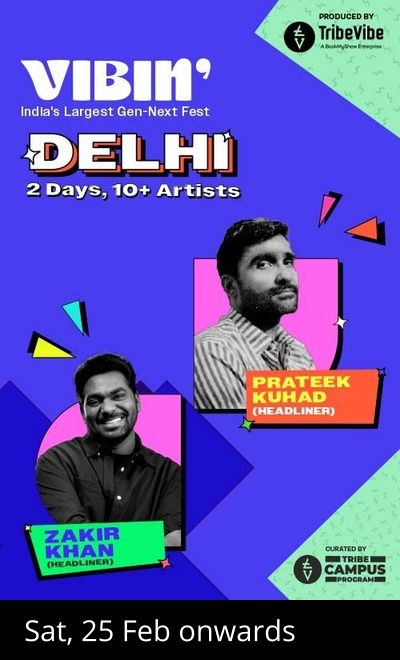 PRODUCED BY
TribeVibe
A BookMyShow Enterprise
VIBIN'
India's Largest Gen-Next Fest
DELHI
2 Days, 10+ Artists
PRATEEK
KUHAD
(HEADLINER)
ZAKIR
KHAN
(HEADLINER)
CURATED BY
TRIBE
CAMPUS
PROGRAM
Sat, 25 Feb onwards